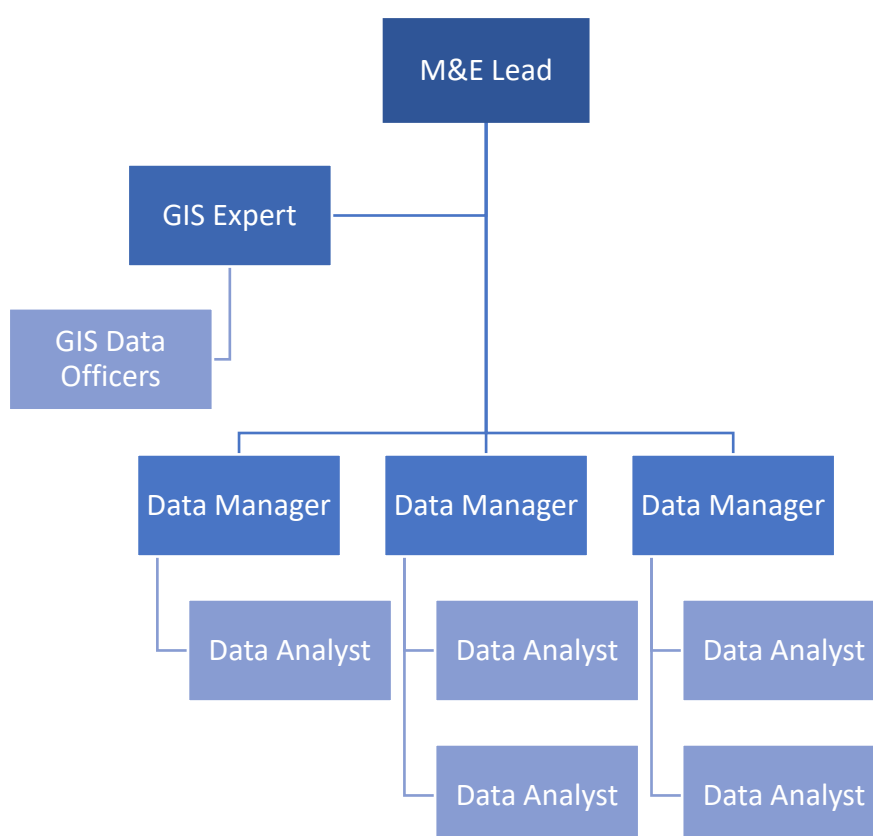 M&E Lead
GIS Expert
GIS Data
Officers
Data Manager
Data Manager
Data Manager
Data Analyst
Data Analyst
Data Analyst
Data Analyst
Data Analyst